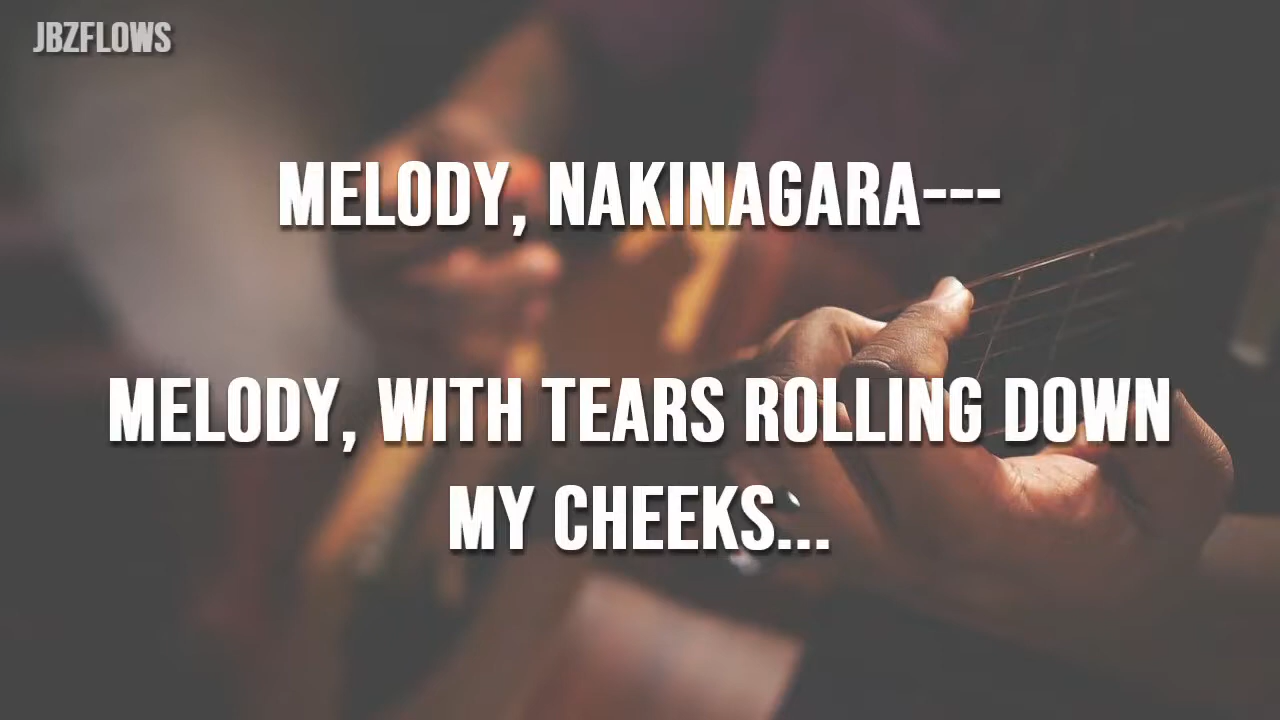 JBZFLOWS
MELODY, NAKINAGARA---
MELODY, WITH TEARS ROLLING DOWN
MY CHEEKS...